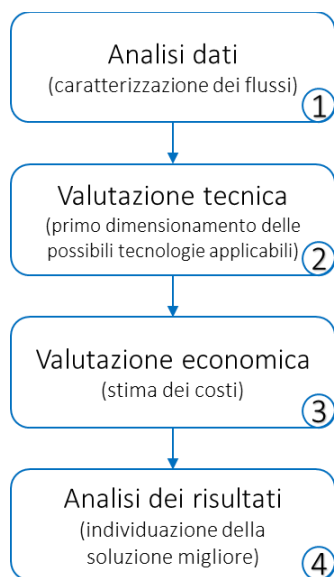 Analisi dati
(caratterizzazione dei flussi)
1
Valutazione tecnica
(primo dimensionamento delle
possibili tecnologie applicabili)
2
Valutazione economica
(stima dei costi)
3
Analisi dei risultati
(individuazione della
soluzione migliore)
4